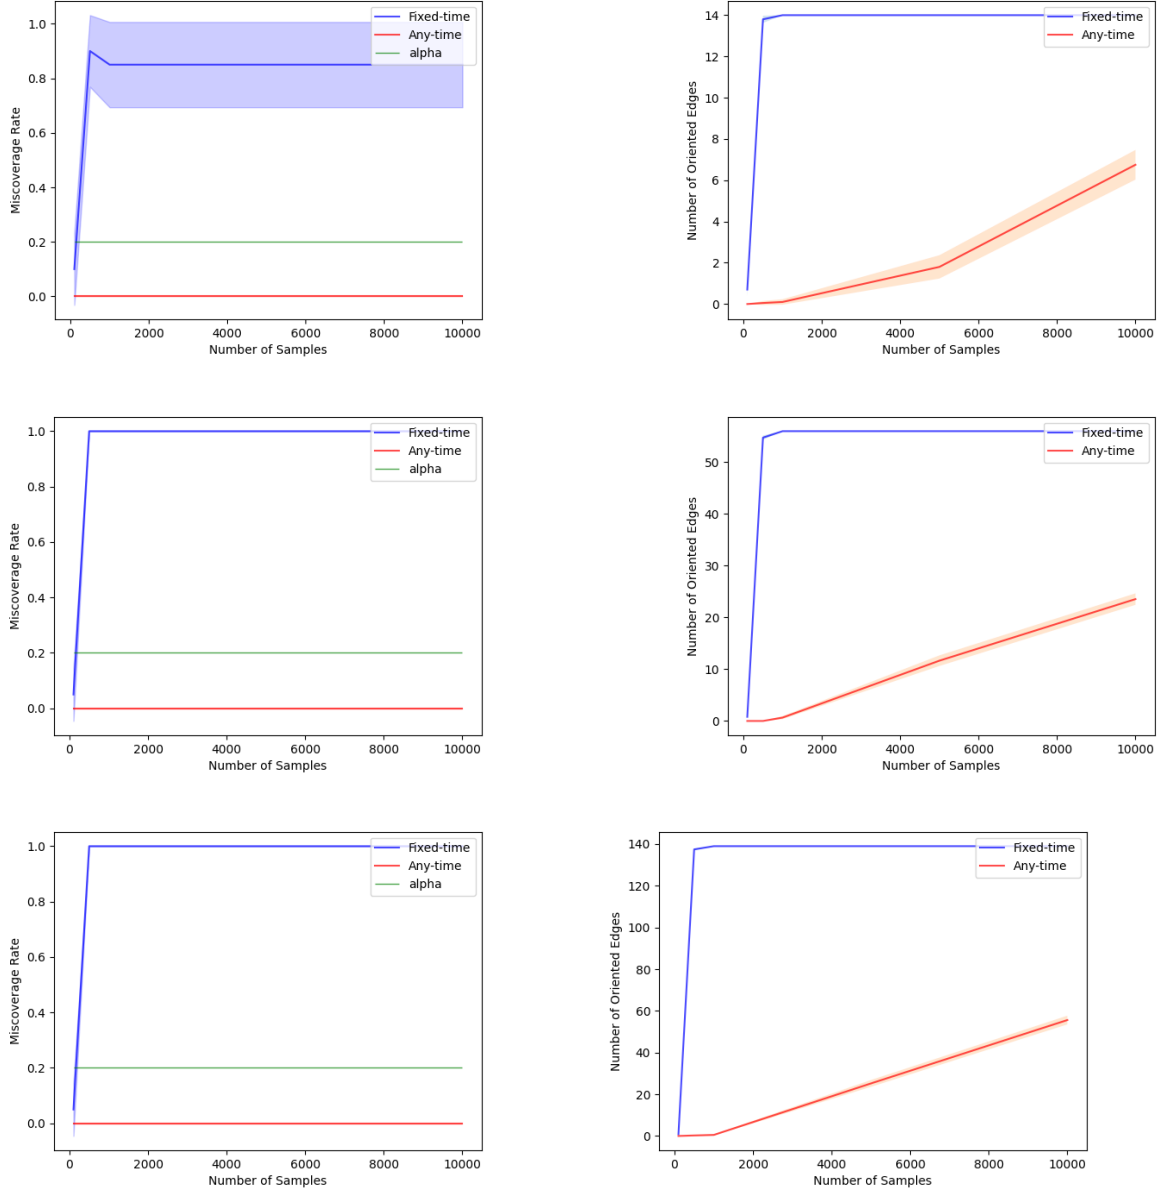 Miscoverage Rate
1.0
0.8
0.6
0.4
0.2
0.0
Fixed-time
Any-time
alpha
0 2000 4000 6000 8000 10000
Number of Samples
Number of Oriented Edges
14
12
10
8
6
4
2
0
Fixed-time
Any-time
0 2000 4000 6000 8000 10000
Number of Samples
Miscoverage Rate
1.0
0.8
0.6
0.4
0.2
0.0
Fixed-time
Any-time
alpha
0 2000 4000 6000 8000 10000
Number of Samples
Number of Oriented Edges
50
40
30
20
10
0
Fixed-time
Any-time
0 2000 4000 6000 8000 10000
Number of Samples
Miscoverage Rate
1.0
0.8
0.6
0.4
0.2
0.0
Fixed-time
Any-time
alpha
0 2000 4000 6000 8000 10000
Number of Samples
Number of Oriented Edges
140
120
100
80
60
40
20
0
Fixed-time
Any-time
0 2000 4000 6000 8000 10000
Number of Samples